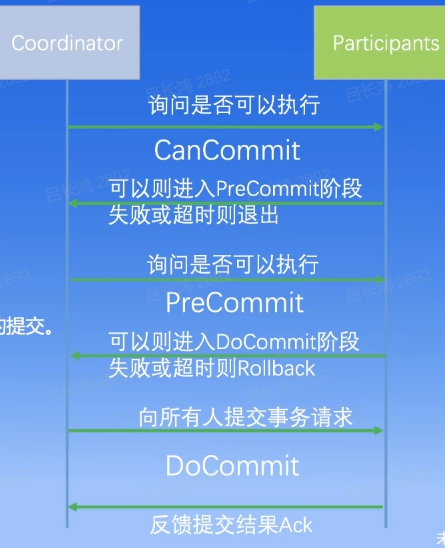 Coordinator
Participants
询问是否可以执行
CanCommit
可以则进入PreCommit阶段
失败或超时则退出
询问是否可以执行
PreCommit
的提交。
可以则进入DoCommit阶段
失败或超时则Rollback
向所有人提交事务请求
DoCommit
反馈提交结果Ack
吕长鸿 2892